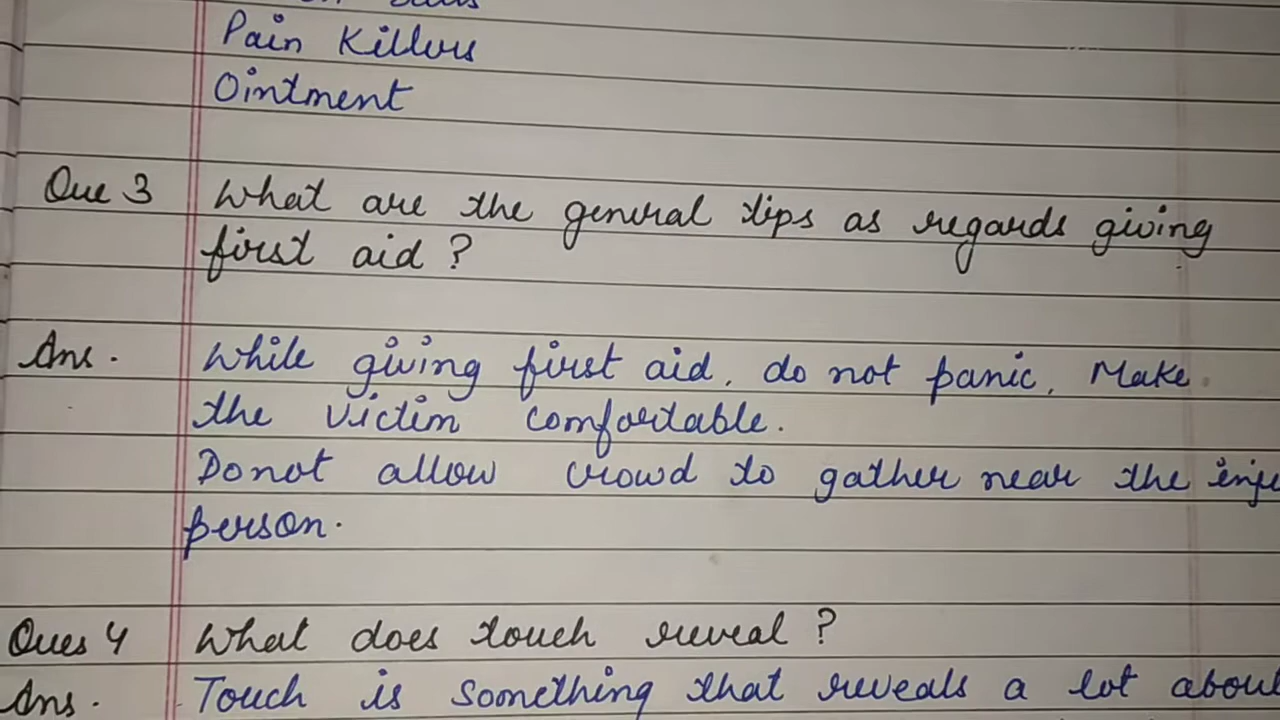 Pain Killers
Ointment
Que 3 What are the general tips as regards giving
first aid ?
Ans. While giving first aid, do not panic. Make
the victim comfortable.
Donot allow crowd to gather near the
person.
Ques 4 What does touch reveal ?
Ans. Touch is something that reveals a lot about